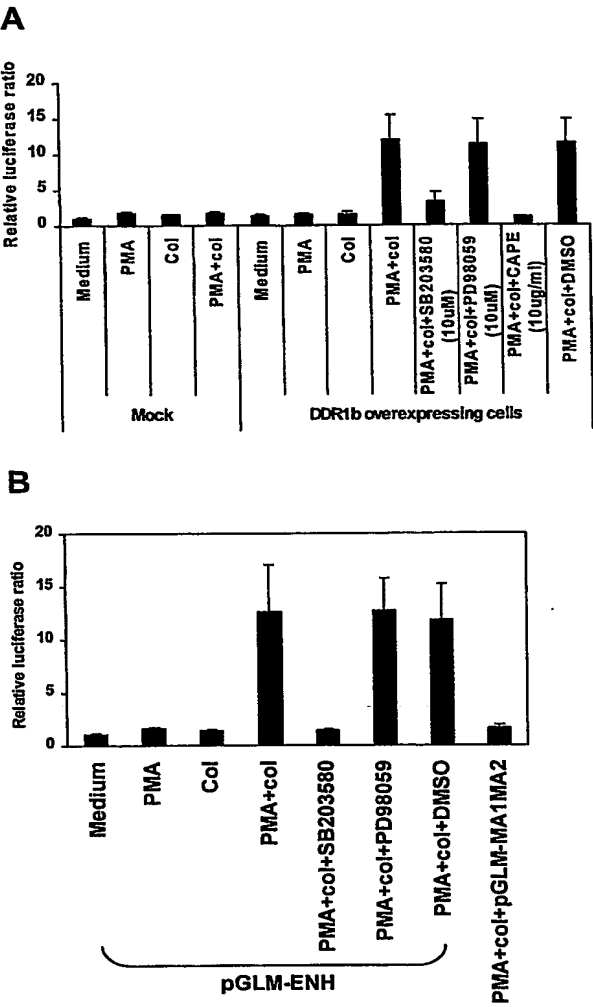 A
Relative luciferase ratio
20
15
10
5
0
Medium
PMA
Col
PMA+col
Medium
PMA
Col
PMA+col
PMA+col+SB203580
(10uM)
PMA+col+PD98059
(10uM)
PMA+col+CAPE
(10ug/ml)
PMA+col+DMSO
Mock
DDR1b overexpressing cells
B
Relative luciferase ratio
20
15
10
5
0
Medium
PMA
Col
PMA+col
PMA+col+SB203580
PMA+col+PD98059
PMA+col+DMSO
PMA+col+pGLM-MA1MA2
pGLM-ENH